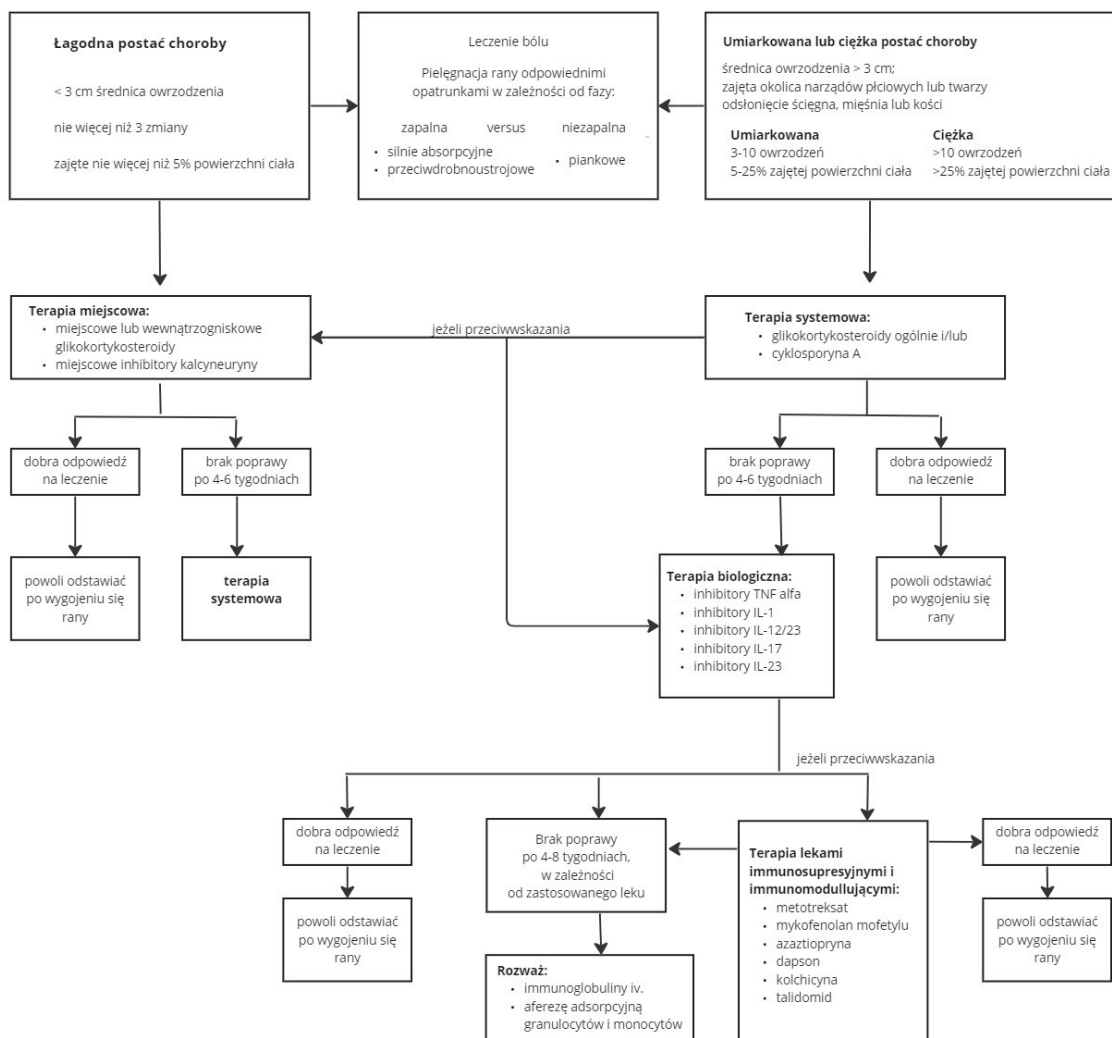 Łagodna postać choroby
< 3 cm średnica owrzodzenia
nie więcej niż 3 zmiany
zajęte nie więcej niż 5% powierzchni ciała
Leczenie bólu
Pielęgnacja rany odpowiednimi
opatrunkami w zależności od fazy:
zapalna versus niezapalna
• silnie absorpcyjne
• przeciwdrobnoustrojowe
• piankowe
Umiarkowana lub ciężka postać choroby
średnica owrzodzenia > 3 cm;
zajęta okolica narządów płciowych lub twarzy
odsłonięcie ścięgna, mięśnia lub kości
Umiarkowana
3-10 owrzodzeń
5-25% zajętej powierzchni ciała
Ciężka
>10 owrzodzeń
>25% zajętej powierzchni ciała
Terapia miejscowa:
• miejscowe lub wewnątrzogniskowe
glikokortykosteroidy
• miejscowe inhibitory kalcyneuryny
jeżeli przeciwwskazania
Terapia systemowa:
• glikokortykosteroidy ogólnie i/lub
• cyklosporyna A
dobra odpowiedź
na leczenie
brak poprawy
po 4-6 tygodniach
brak poprawy
po 4-6 tygodniach
dobra odpowiedź
na leczenie
powoli odstawiać
po wygojeniu się
rany
terapia
systemowa
Terapia biologiczna:
• inhibitory TNF alfa
• inhibitory IL-1
• inhibitory IL-12/23
• inhibitory IL-17
• inhibitory IL-23
powoli odstawiać
po wygojeniu się
rany
jeżeli przeciwwskazania
dobra odpowiedź
na leczenie
Brak poprawy
po 4-8 tygodniach,
w zależności
od zastosowanego leku
Terapia lekami
immunosupresyjnymi i
immunomodullującymi:
• metotreksat
• mykofenolan mofetylu
• azaztiopryna
• dapson
• kolchicyna
• talidomid
dobra odpowiedź
na leczenie
powoli odstawiać
po wygojeniu się
rany
Rozważ:
• immunoglobuliny iv.
• aferezę adsorpcyjną
granulocytów i monocytów
powoli odstawiać
po wygojeniu się
rany